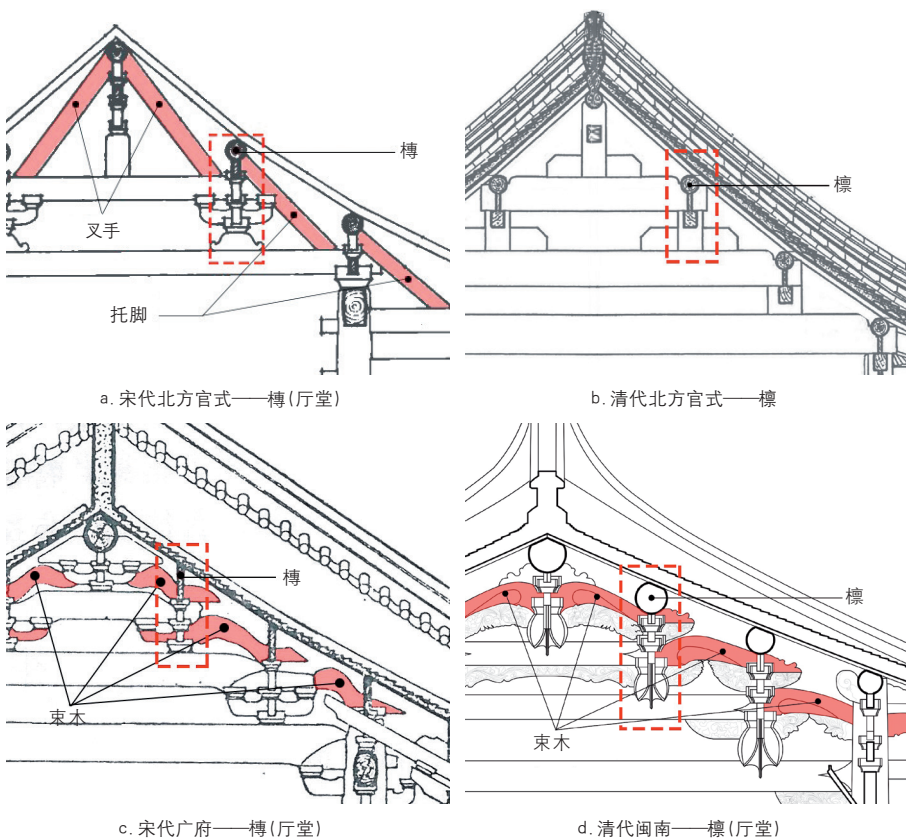 槫
檩
叉手
托脚
a.宋代北方官式——槫(厅堂)
b.清代北方官式——檩
槫
檩
束木
束木
c.宋代广府——槫(厅堂)
d.清代闽南——檩(厅堂)